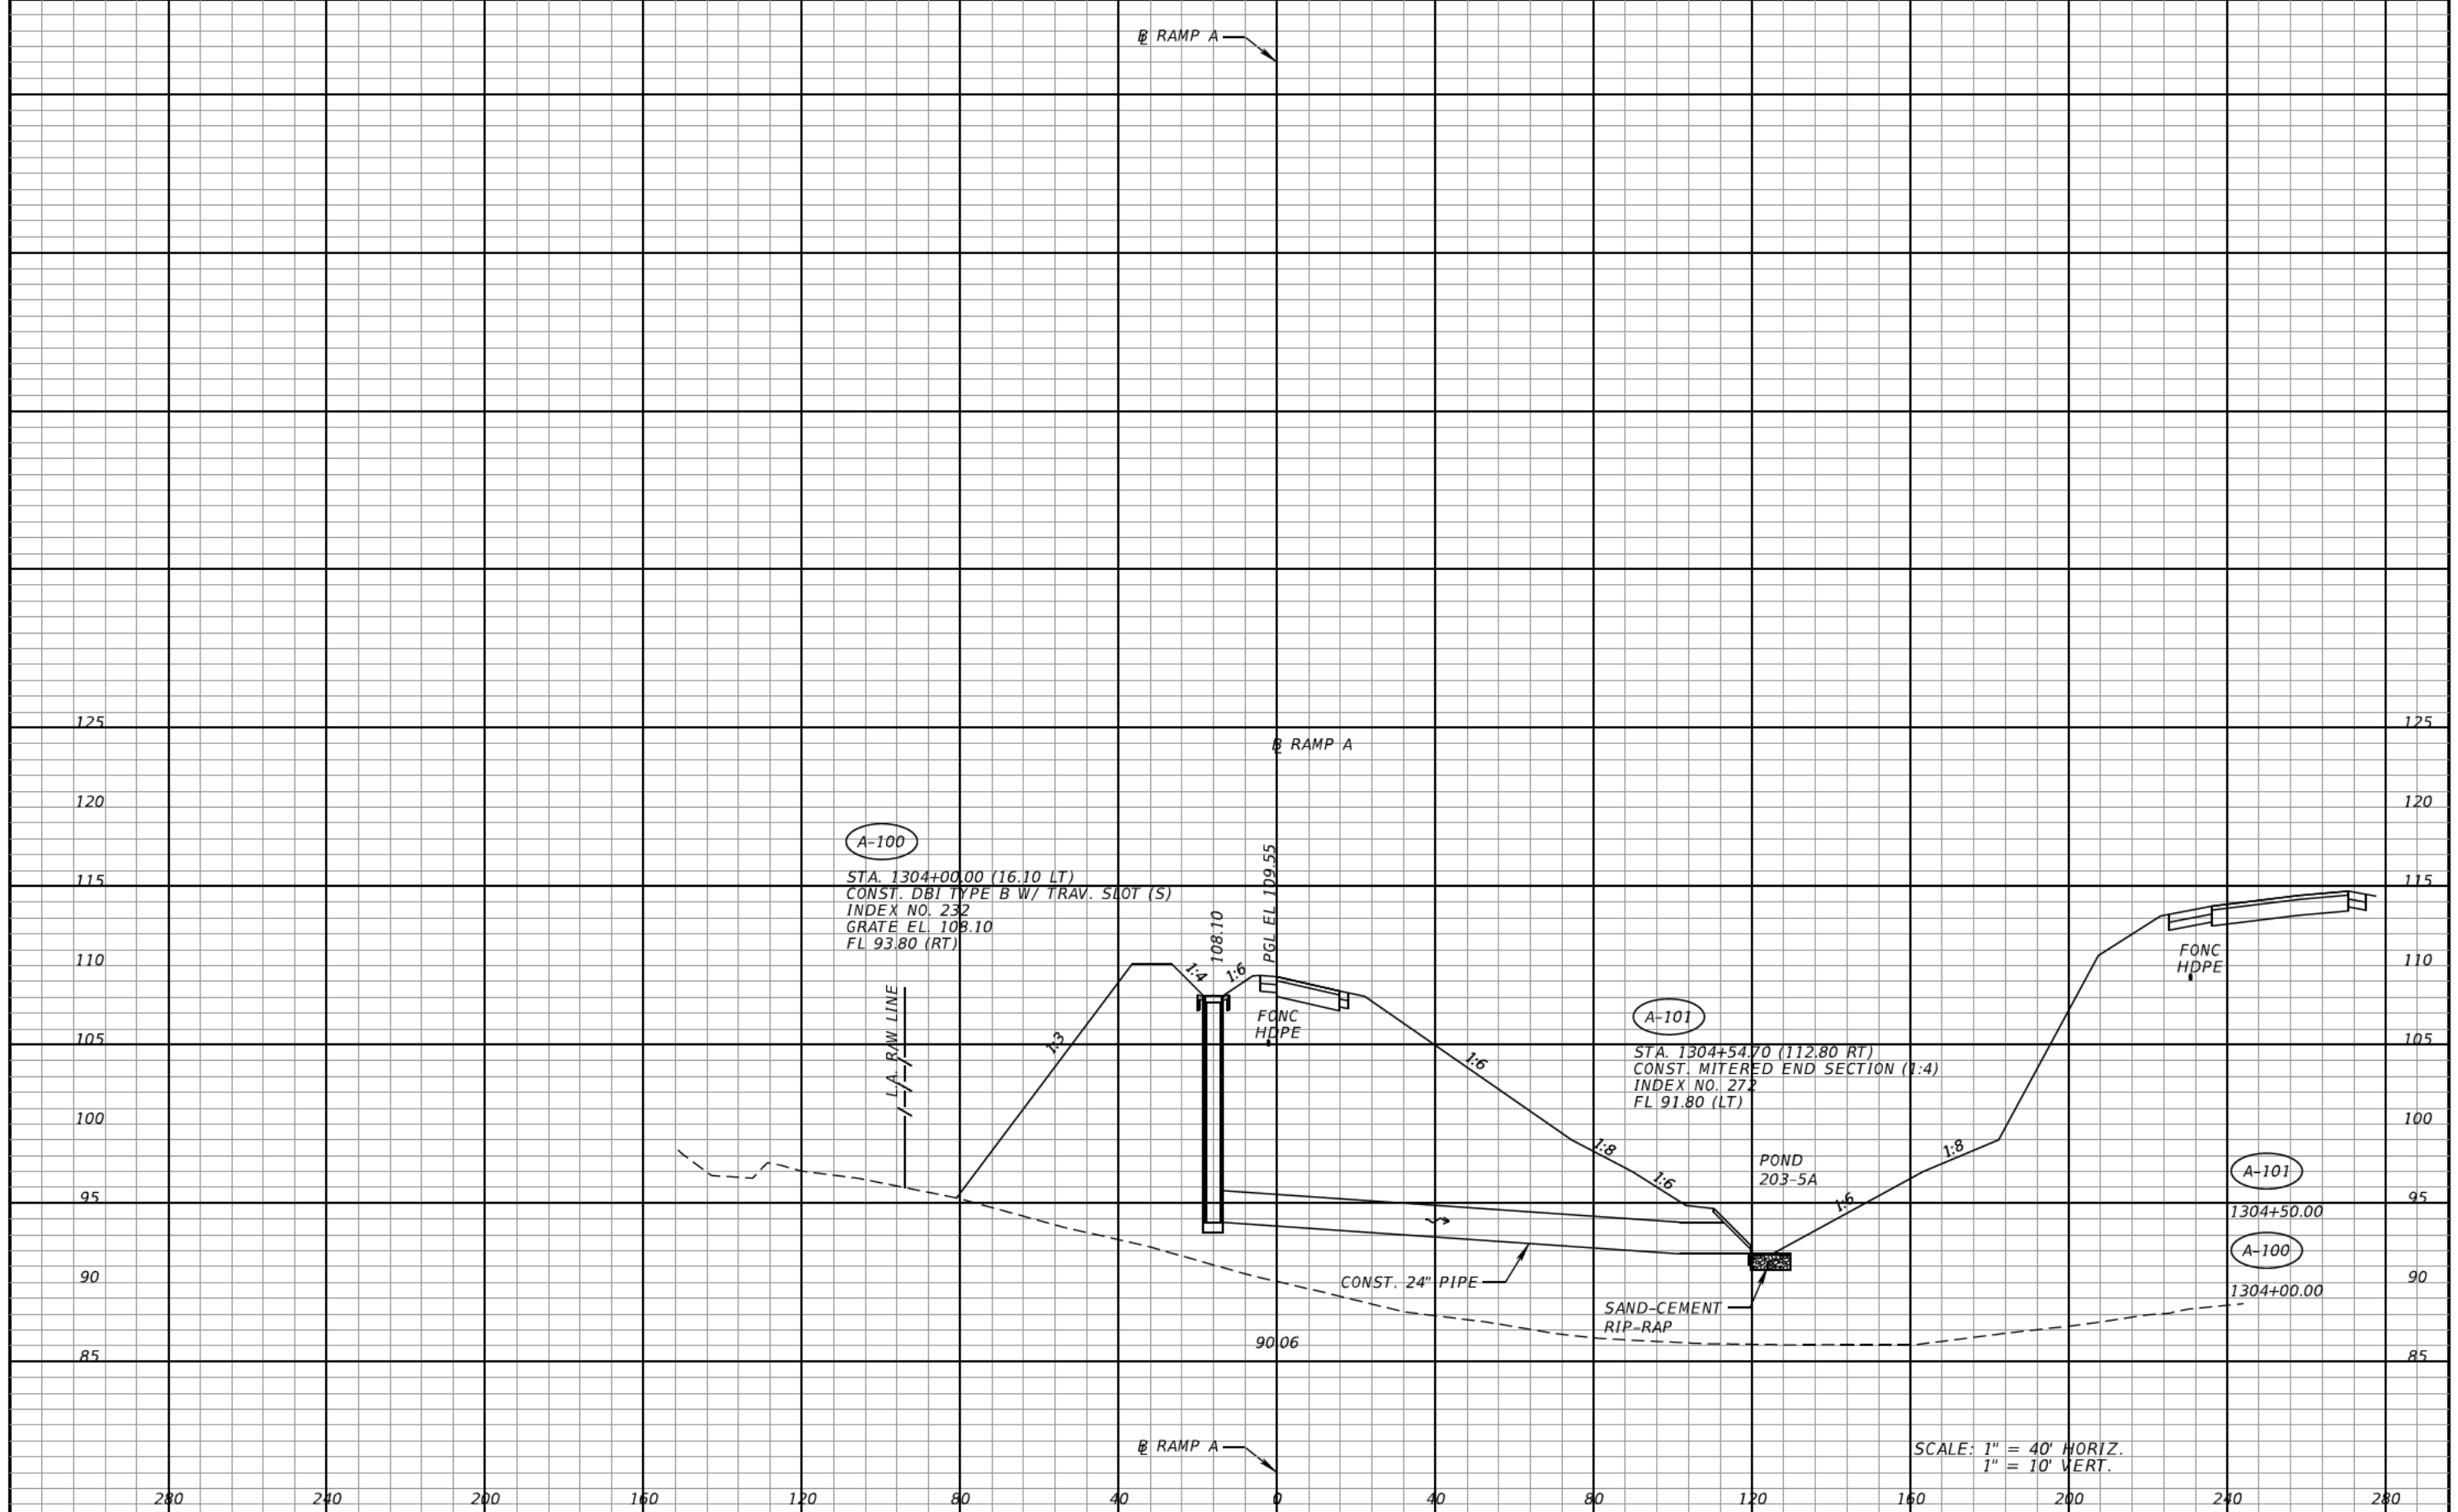 ℄ RAMP A
125
125
℄ RAMP A
120
120
A-100
STA. 1304+00.00 (16.10 LT)
CONST. DBI TYPE B W/ TRAV. SLOT (S)
INDEX NO. 232
GRATE EL. 108.10
FL 93.80 (RT)
115
115
108.10
PGL EL 109.55
110
110
FONC
HDPE
1:4
1:6
L.A. R/W LINE
1:3
FONC
HDPE
105
105
A-101
STA. 1304+54.70 (112.80 RT)
CONST. MITERED END SECTION (1:4)
INDEX NO. 272
FL 91.80 (LT)
1:6
100
100
1:8
1:6
POND
203-5A
1:8
1:6
A-101
1304+50.00
95
95
A-100
1304+00.00
90
90
CONST. 24" PIPE
SAND-CEMENT
RIP-RAP
90.06
85
85
℄ RAMP A
SCALE: 1" = 40' HORIZ.
1" = 10' VERT.
280 240 200 160 120 80 40 0 40 80 120 160 200 240 280